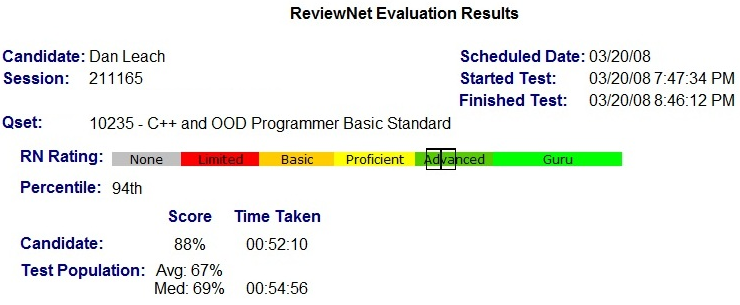 ReviewNet Evaluation Results
Candidate: Dan Leach Scheduled Date: 03/20/08
Session: 211165 Started Test: 03/20/08 7:47:34 PM
Finished Test: 03/20/08 8:46:12 PM
Qset: 10235 - C++ and OOD Programmer Basic Standard
RN Rating: None Limited Basic Proficient Advanced Guru
Percentile: 94th
Score Time Taken
Candidate: 88% 00:52:10
Test Population: Avg: 67%
Med: 69% 00:54:56